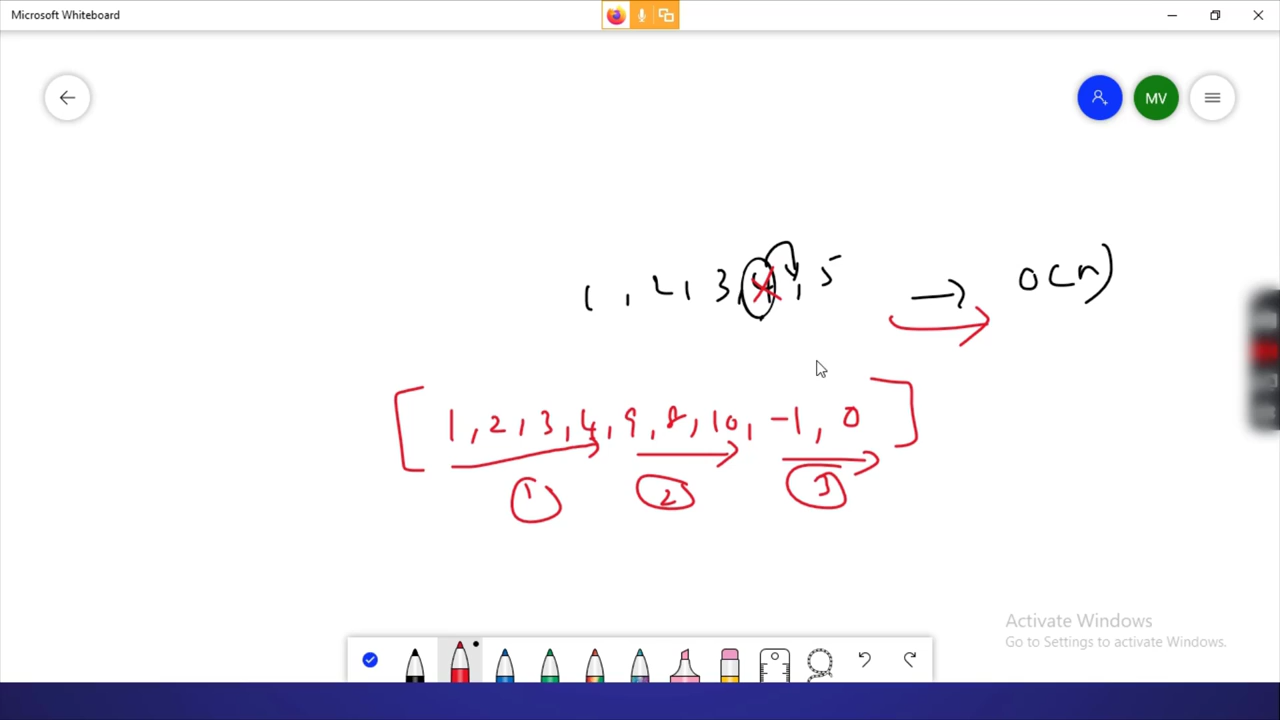 Microsoft Whiteboard
MV
1, 2, 3, 4, 5 → O(n)
[1, 2, 3, 4, 9, 8, 10, -1, 0]
1 2 3
Activate Windows
Go to Settings to activate Windows.